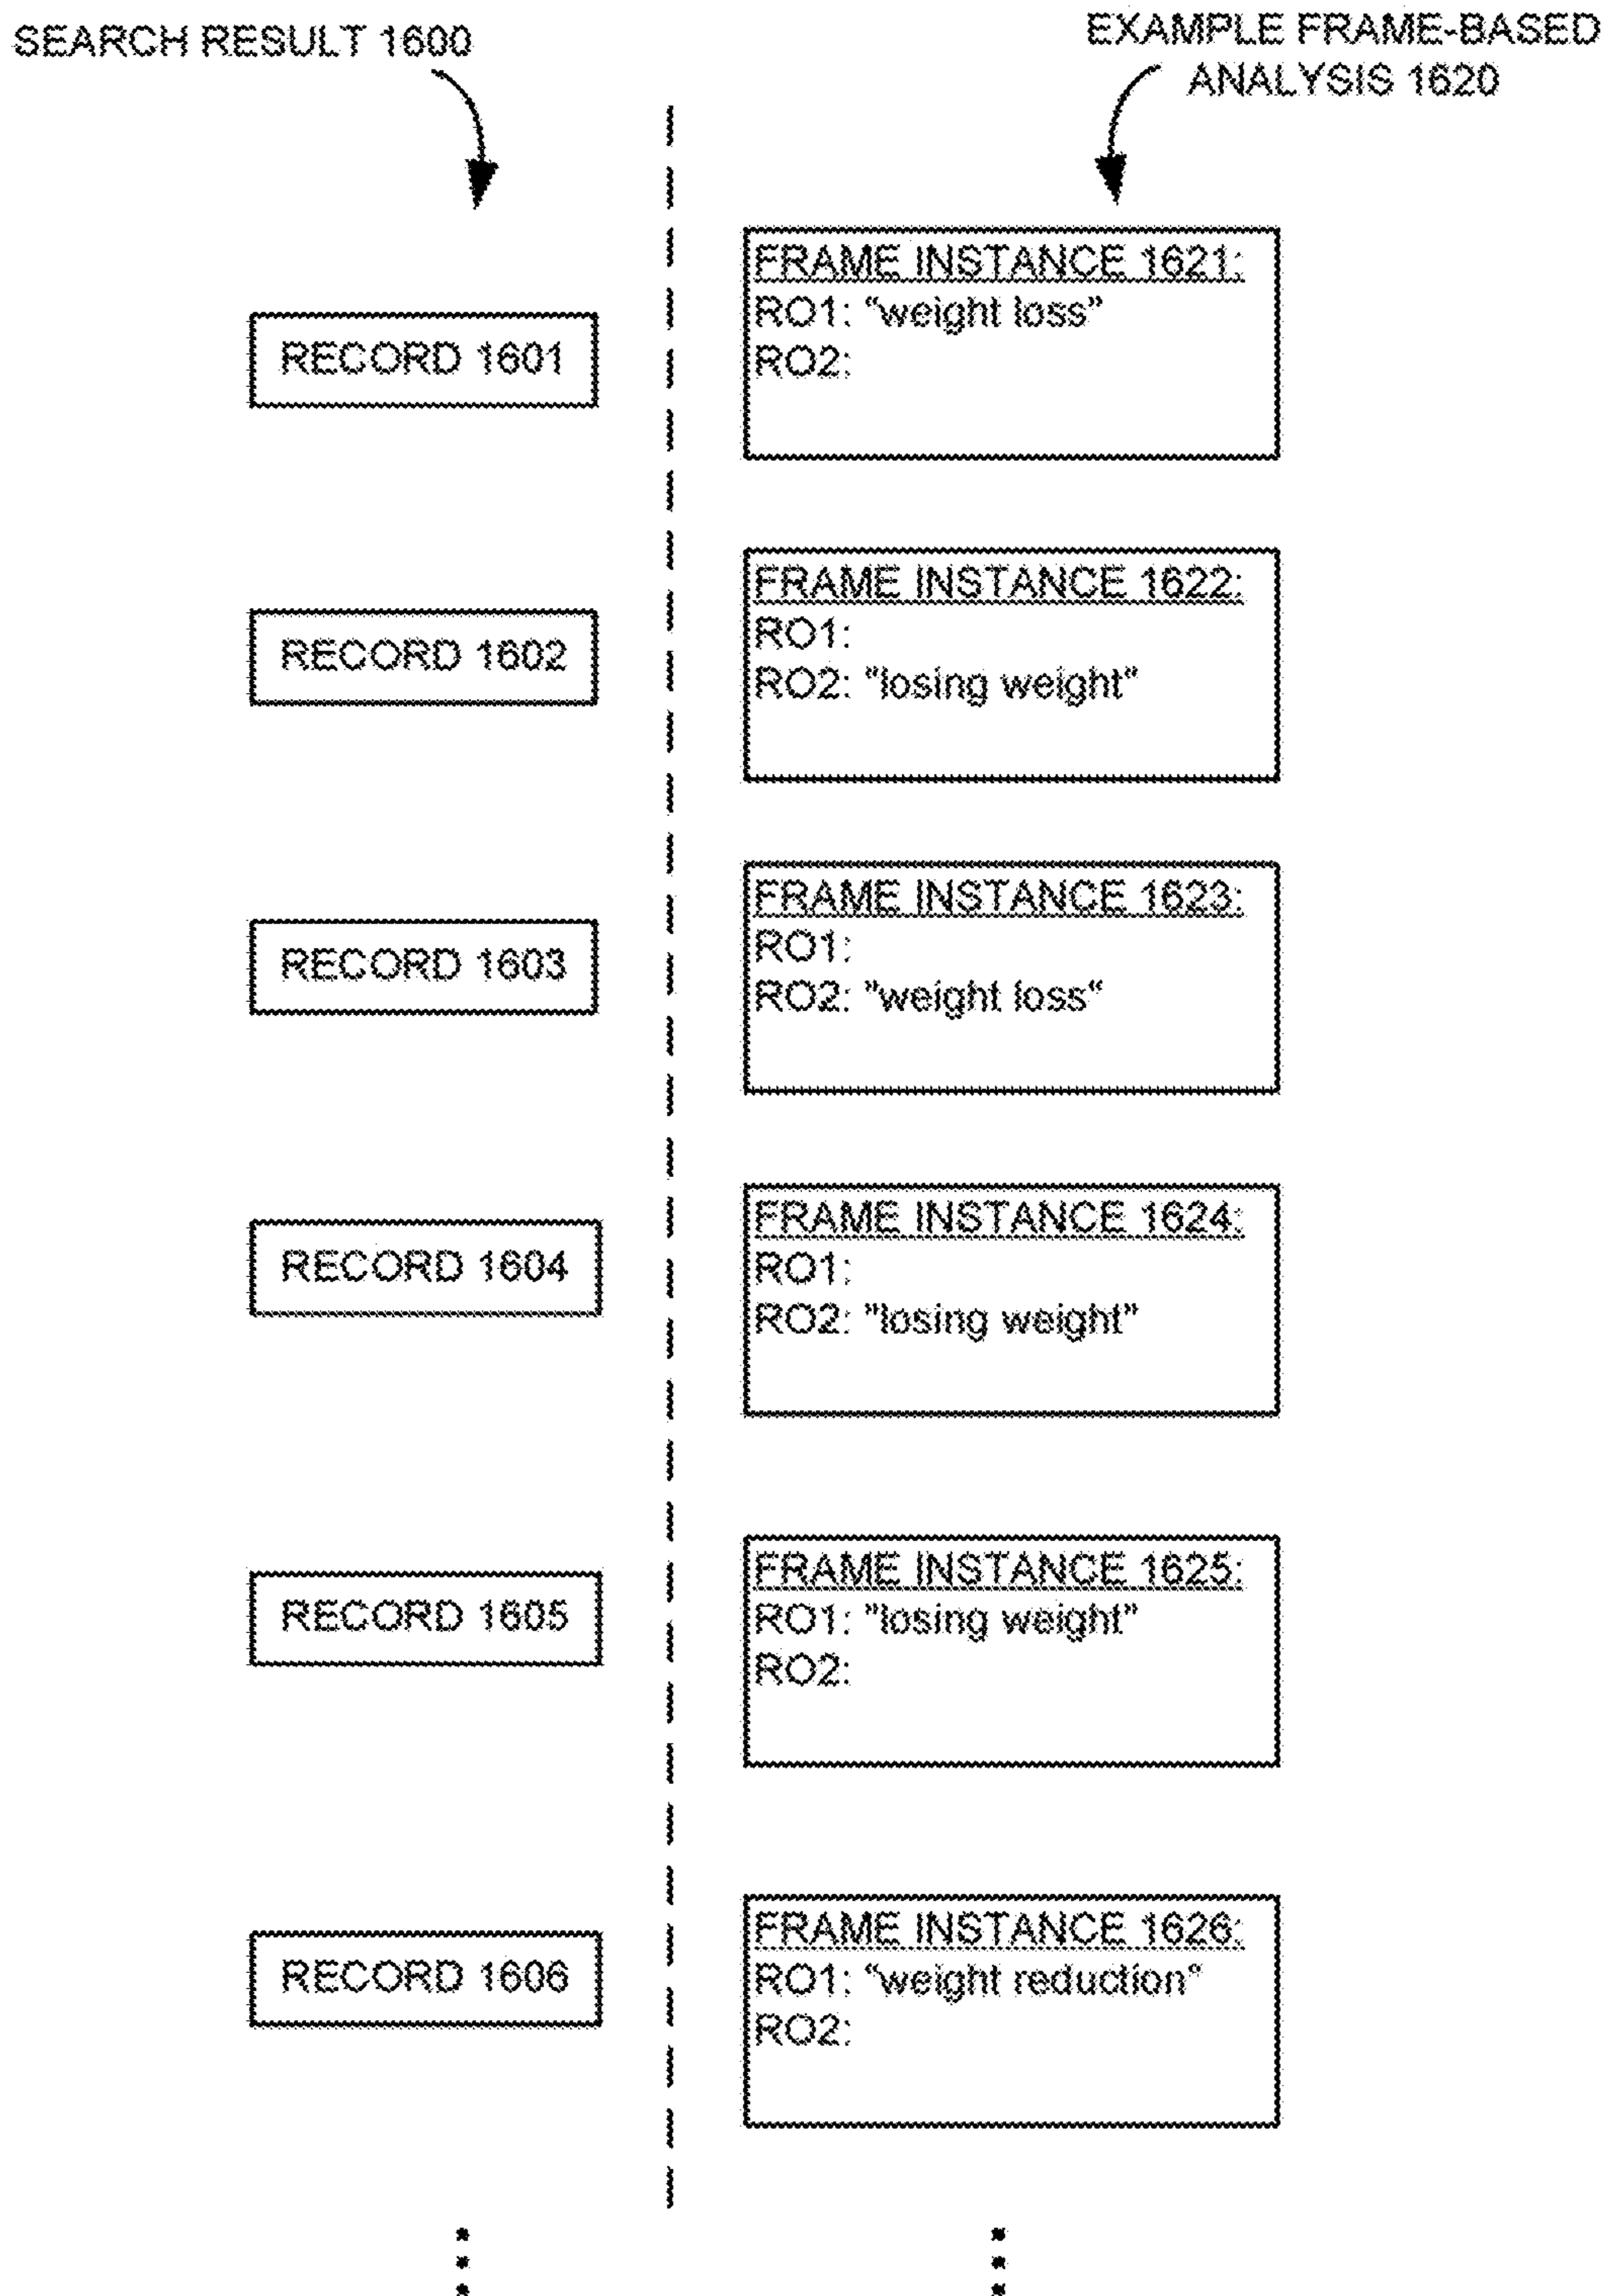 SEARCH RESULT 1600
EXAMPLE FRAME-BASED
ANALYSIS 1620
RECORD 1601
FRAME INSTANCE 1621:
RO1: “weight loss”
RO2:
RECORD 1602
FRAME INSTANCE 1622:
RO1:
RO2: "losing weight"
RECORD 1603
FRAME INSTANCE 1623:
RO1:
RO2: "weight loss“
RECORD 1604
FRAME INSTANCE 1624:
RO1:
RO2: "losing weight"
RECORD 1605
FRAME INSTANCE 1625:
RO1: "losing weight"
RO2:
RECORD 1606
FRAME INSTANCE 1626:
RO1: “weight reduction”
RO2: